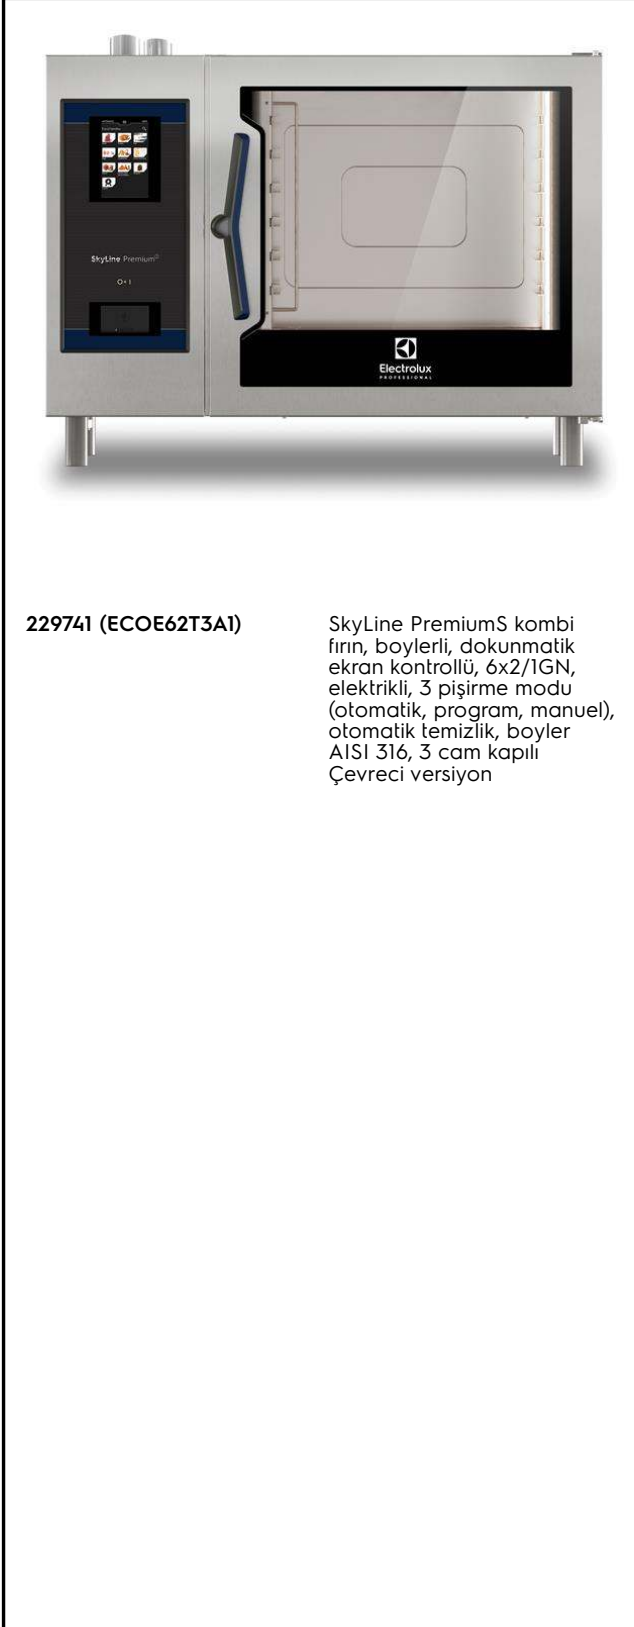 SkyLine PremiumS
O I
Electrolux
PROFESSIONAL
229741 (ECOE62T3A1)
SkyLine PremiumS kombi
fırın, boylerli, dokunmatik
ekran kontrollü, 6x2/1GN,
elektrikli, 3 pişirme modu
(otomatik, program, manuel),
otomatik temizlik, boyler
AISI 316, 3 cam kapılı
Çevreci versiyon